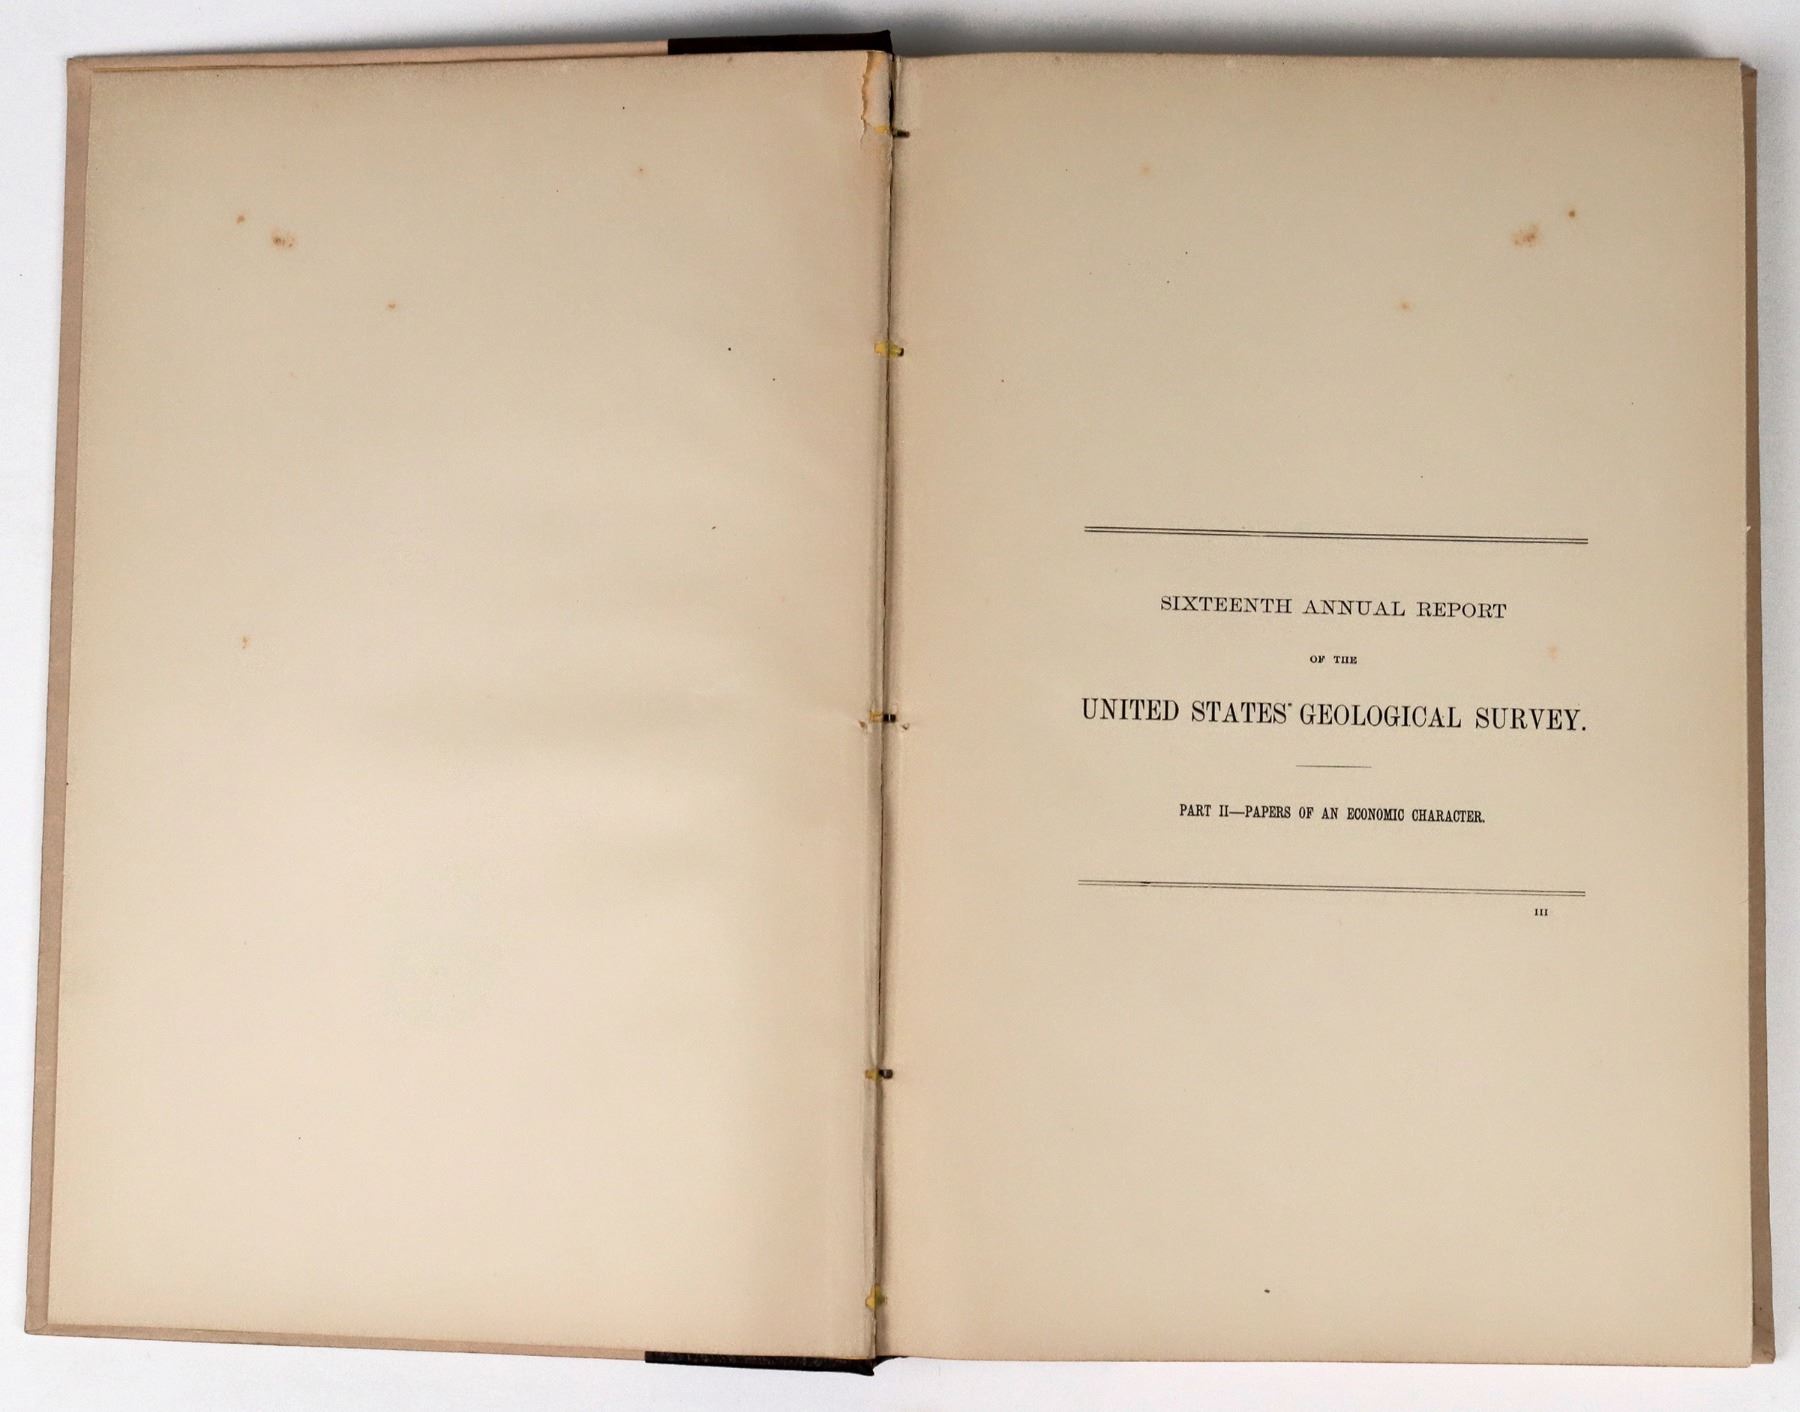 SIXTEENTH ANNUAL REPORT
OF THE
UNITED STATES GEOLOGICAL SURVEY.
PART II—PAPERS OF AN ECONOMIC CHARACTER.
III